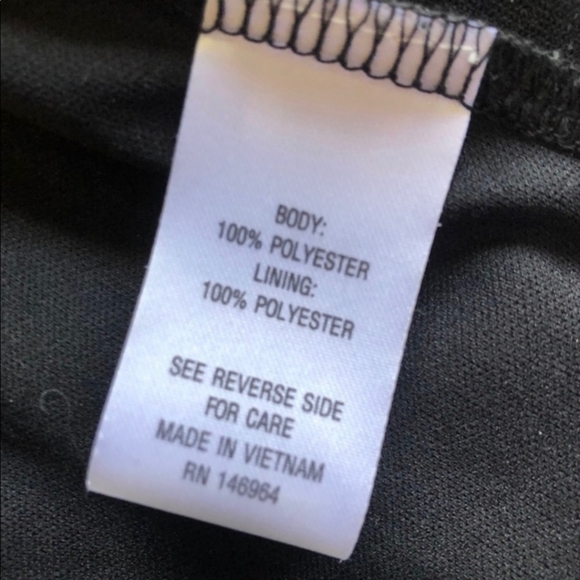 BODY:
100% POLYESTER
LINING:
100% POLYESTER
SEE REVERSE SIDE
FOR CARE
MADE IN VIETNAM
RN 146964